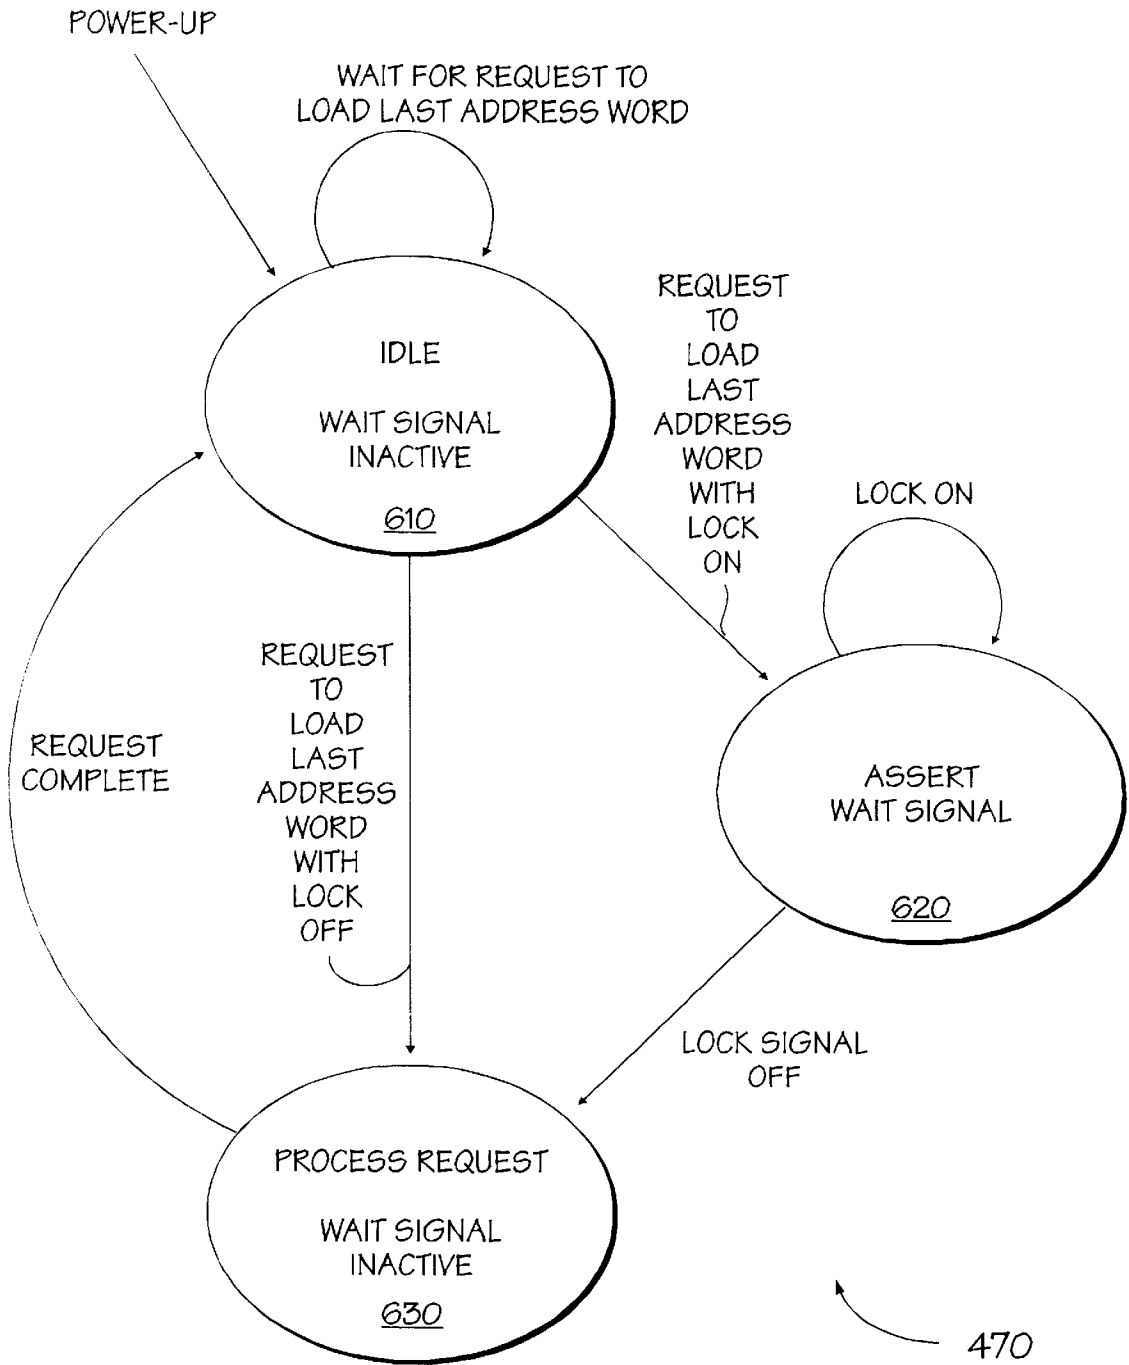 POWER-UP
WAIT FOR REQUEST TO
LOAD LAST ADDRESS WORD
IDLE
WAIT SIGNAL
INACTIVE
610
REQUEST
TO
LOAD
LAST
ADDRESS
WORD
WITH
LOCK
ON
LOCK ON
REQUEST
COMPLETE
REQUEST
TO
LOAD
LAST
ADDRESS
WORD
WITH
LOCK
OFF
ASSERT
WAIT SIGNAL
620
LOCK SIGNAL
OFF
PROCESS REQUEST
WAIT SIGNAL
INACTIVE
630
470